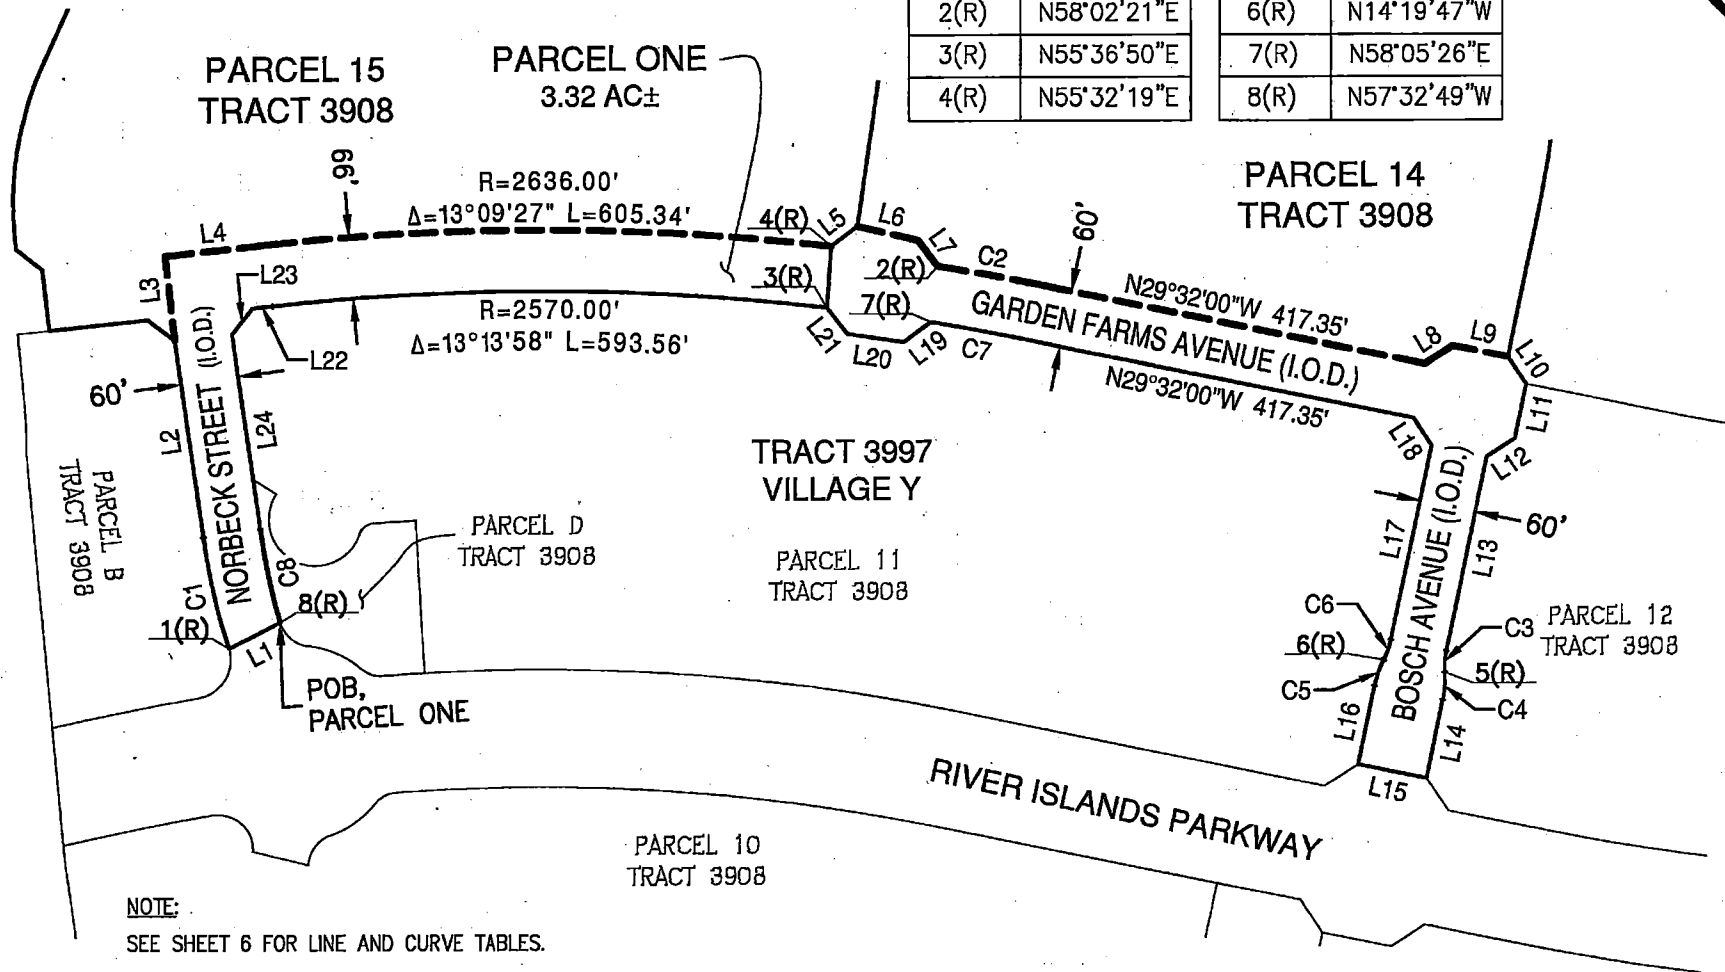 2(R) N58°02'21"E 6(R) N14°19'47"W
3(R) N55°36'50"E 7(R) N58°05'26"E
4(R) N55°32'19"E 8(R) N57°32'49"W
PARCEL 15
TRACT 3908
PARCEL ONE
3.32 AC±
66'
R=2636.00'
Δ=13°09'27" L=605.34'
4(R)
L5
L6
L7
C2
60'
PARCEL 14
TRACT 3908
L4
L3
L23
L22
3(R)
2(R)
7(R)
R=2570.00'
Δ=13°13'58" L=593.56'
L21
L20
L19
C7
N29°32'00"W 417.35'
GARDEN FARMS AVENUE (I.O.D.)
N29°32'00"W 417.35'
L8
L9
L10
L11
L12
L18
60'
L2
L24
NORBECK STREET (I.O.D.)
C1
C8
1(R)
8(R)
L1
POB,
PARCEL ONE
PARCEL B
TRACT 3908
PARCEL D
TRACT 3908
TRACT 3997
VILLAGE Y
PARCEL 11
TRACT 3908
L17
L13
60'
BOSCH AVENUE (I.O.D.)
C6
6(R)
C5
C3
5(R)
C4
L16
L14
L15
PARCEL 12
TRACT 3908
RIVER ISLANDS PARKWAY
PARCEL 10
TRACT 3908
NOTE:
SEE SHEET 6 FOR LINE AND CURVE TABLES.